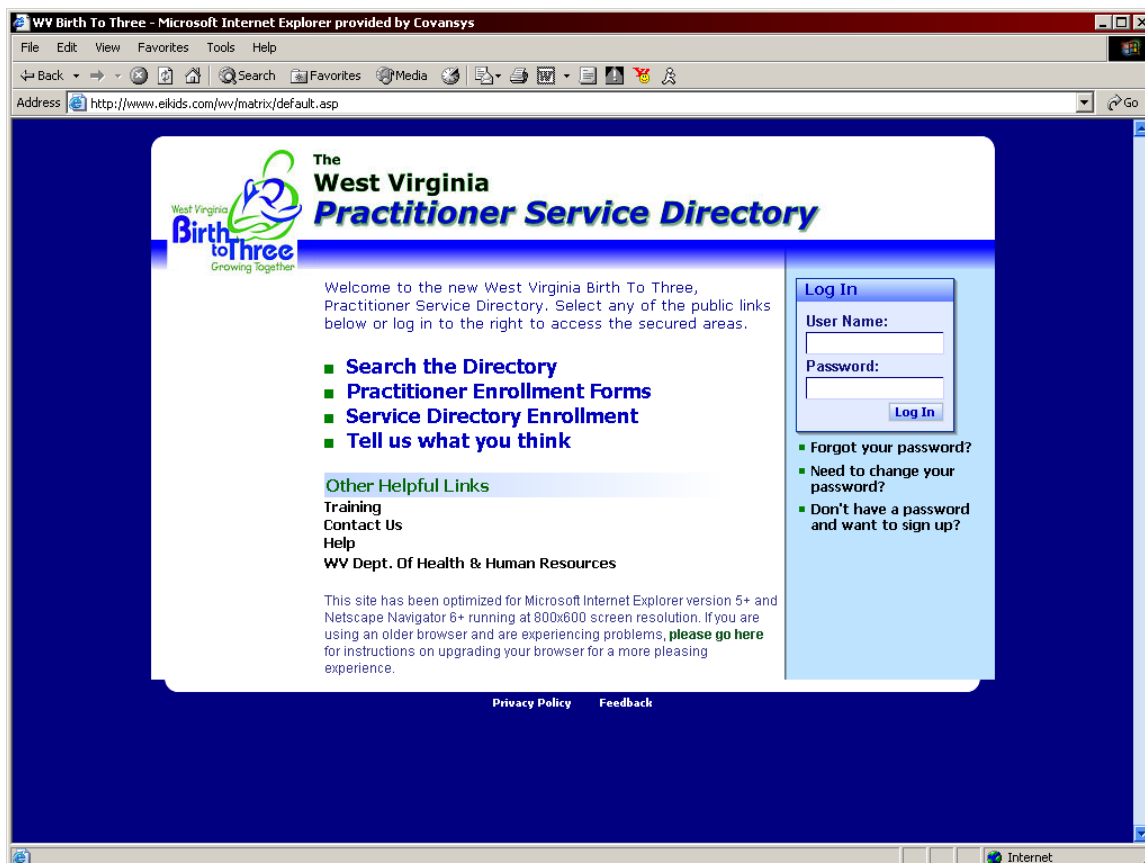 WV Birth To Three - Microsoft Internet Explorer provided by Covansys
File Edit View Favorites Tools Help
Back Search Favorites Media
Address http://www.eikids.com/wv/matrix/default.asp Go
The
West Virginia
Practitioner Service Directory
West Virginia
Birth
to Three
Growing Together
Welcome to the new West Virginia Birth To Three,
Practitioner Service Directory. Select any of the public links
below or log in to the right to access the secured areas.
Search the Directory
Practitioner Enrollment Forms
Service Directory Enrollment
Tell us what you think
Other Helpful Links
Training
Contact Us
Help
WV Dept. Of Health & Human Resources
This site has been optimized for Microsoft Internet Explorer version 5+ and
Netscape Navigator 6+ running at 800x600 screen resolution. If you are
using an older browser and are experiencing problems, please go here
for instructions on upgrading your browser for a more pleasing
experience.
Log In
User Name:
Password:
Log In
Forgot your password?
Need to change your
password?
Don't have a password
and want to sign up?
Privacy Policy Feedback
Internet